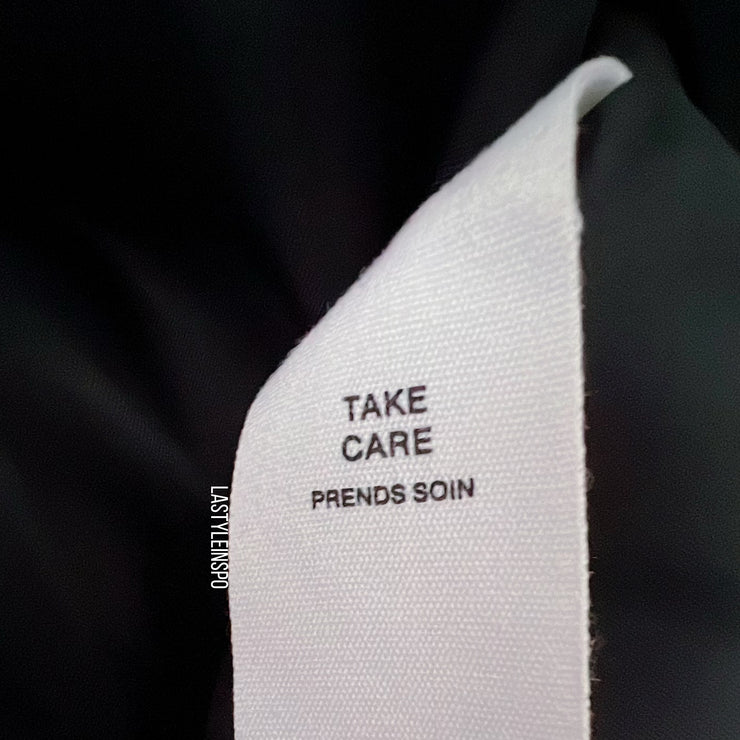 TAKE
CARE
PRENDS SOIN
LASTYLEINSPO